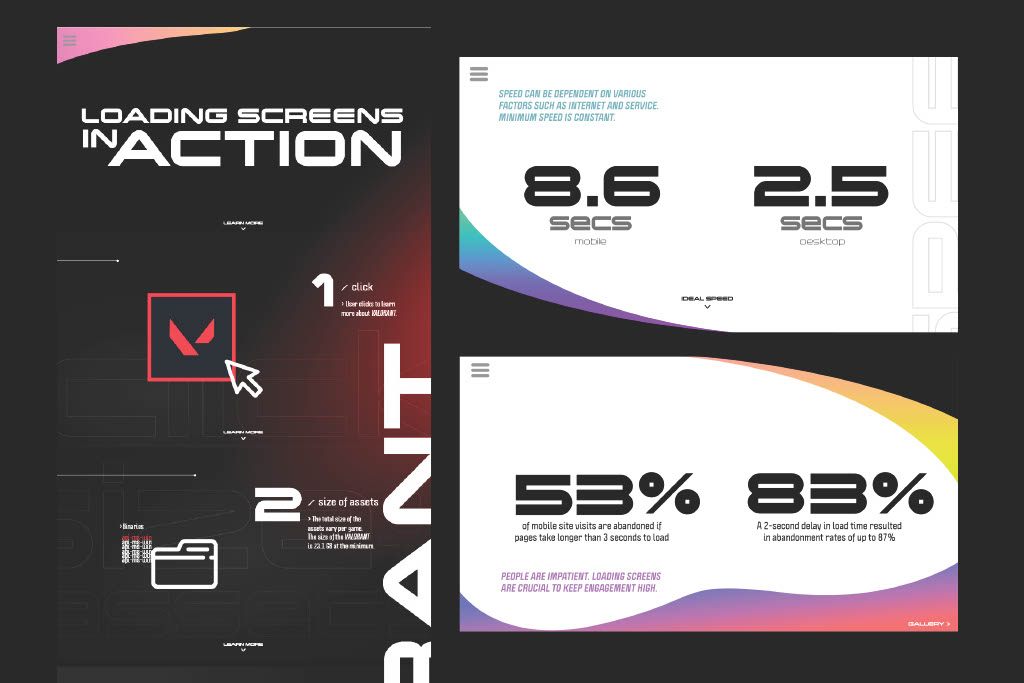 LOADING SCREENS
IN ACTION
LEARN MORE
1 / click
> User clicks to learn
more about VALORANT.
LEARN MORE
2 / size of assets
> The total size of the
assets vary per game.
The size of the VALORANT
is 23.1 GB at the minimum.
>Binaries
LEARN MORE
RANT
SPEED CAN BE DEPENDENT ON VARIOUS
FACTORS SUCH AS INTERNET AND SERVICE.
MINIMUM SPEED IS CONSTANT.
8.6
secs
mobile
2.5
secs
desktop
IDEAL SPEED
53%
of mobile site visits are abandoned if
pages take longer than 3 seconds to load
83%
A 2-second delay in load time resulted
in abandonment rates of up to 87%
PEOPLE ARE IMPATIENT. LOADING SCREENS
ARE CRUCIAL TO KEEP ENGAGEMENT HIGH.
GALLERY >